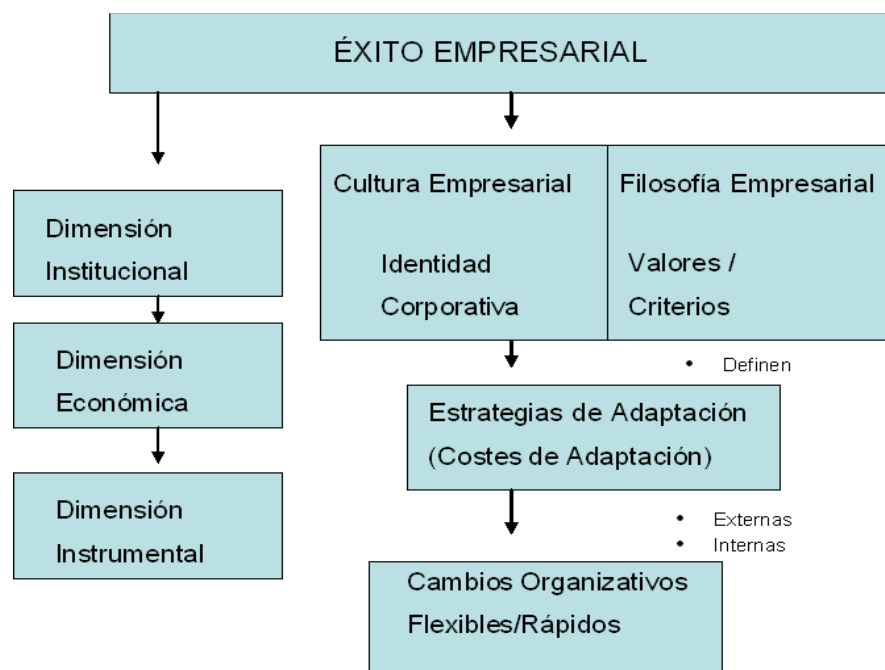 ÉXITO EMPRESARIAL
Dimensión
Institucional
Dimensión
Económica
Dimensión
Instrumental
Cultura Empresarial
Identidad
Corporativa
Filosofía Empresarial
Valores /
Criterios
• Definen
Estrategias de Adaptación
(Costes de Adaptación)
• Externas
• Internas
Cambios Organizativos
Flexibles/Rápidos